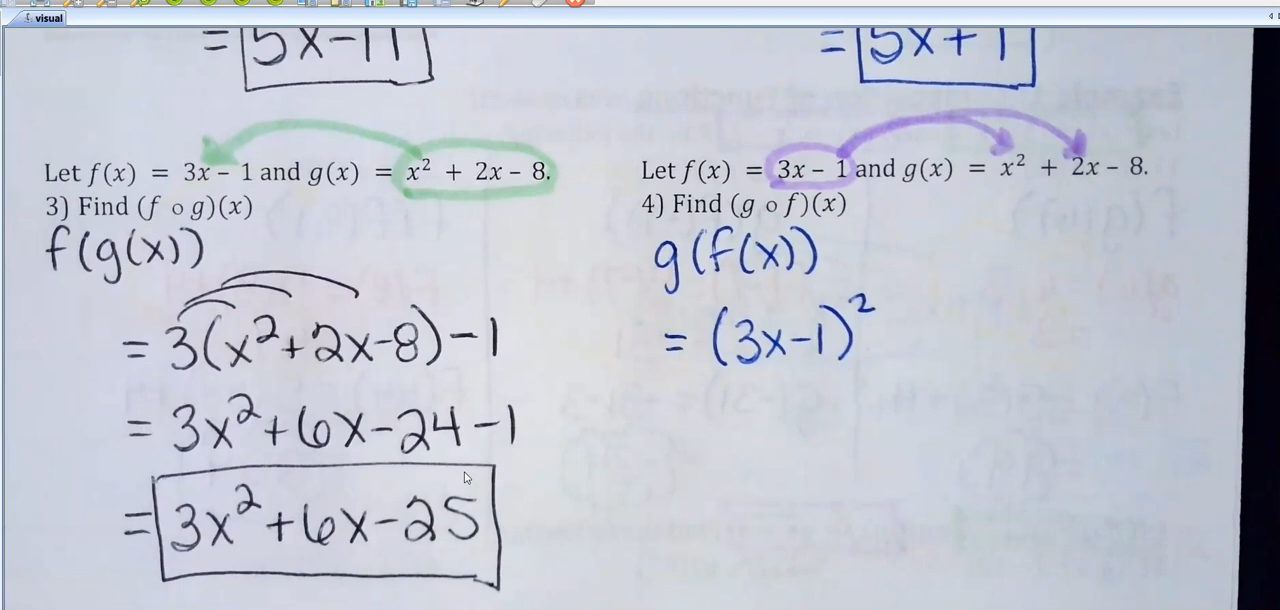 visual
= 5x-11
= 5x+1
Let f(x) = 3x − 1 and g(x) = x² + 2x − 8.
3) Find (f ∘ g)(x)
f(g(x))
= 3(x²+2x-8)-1
= 3x²+6x-24-1
= 3x²+6x-25
Let f(x) = 3x − 1 and g(x) = x² + 2x − 8.
4) Find (g ∘ f)(x)
g(f(x))
= (3x-1)²